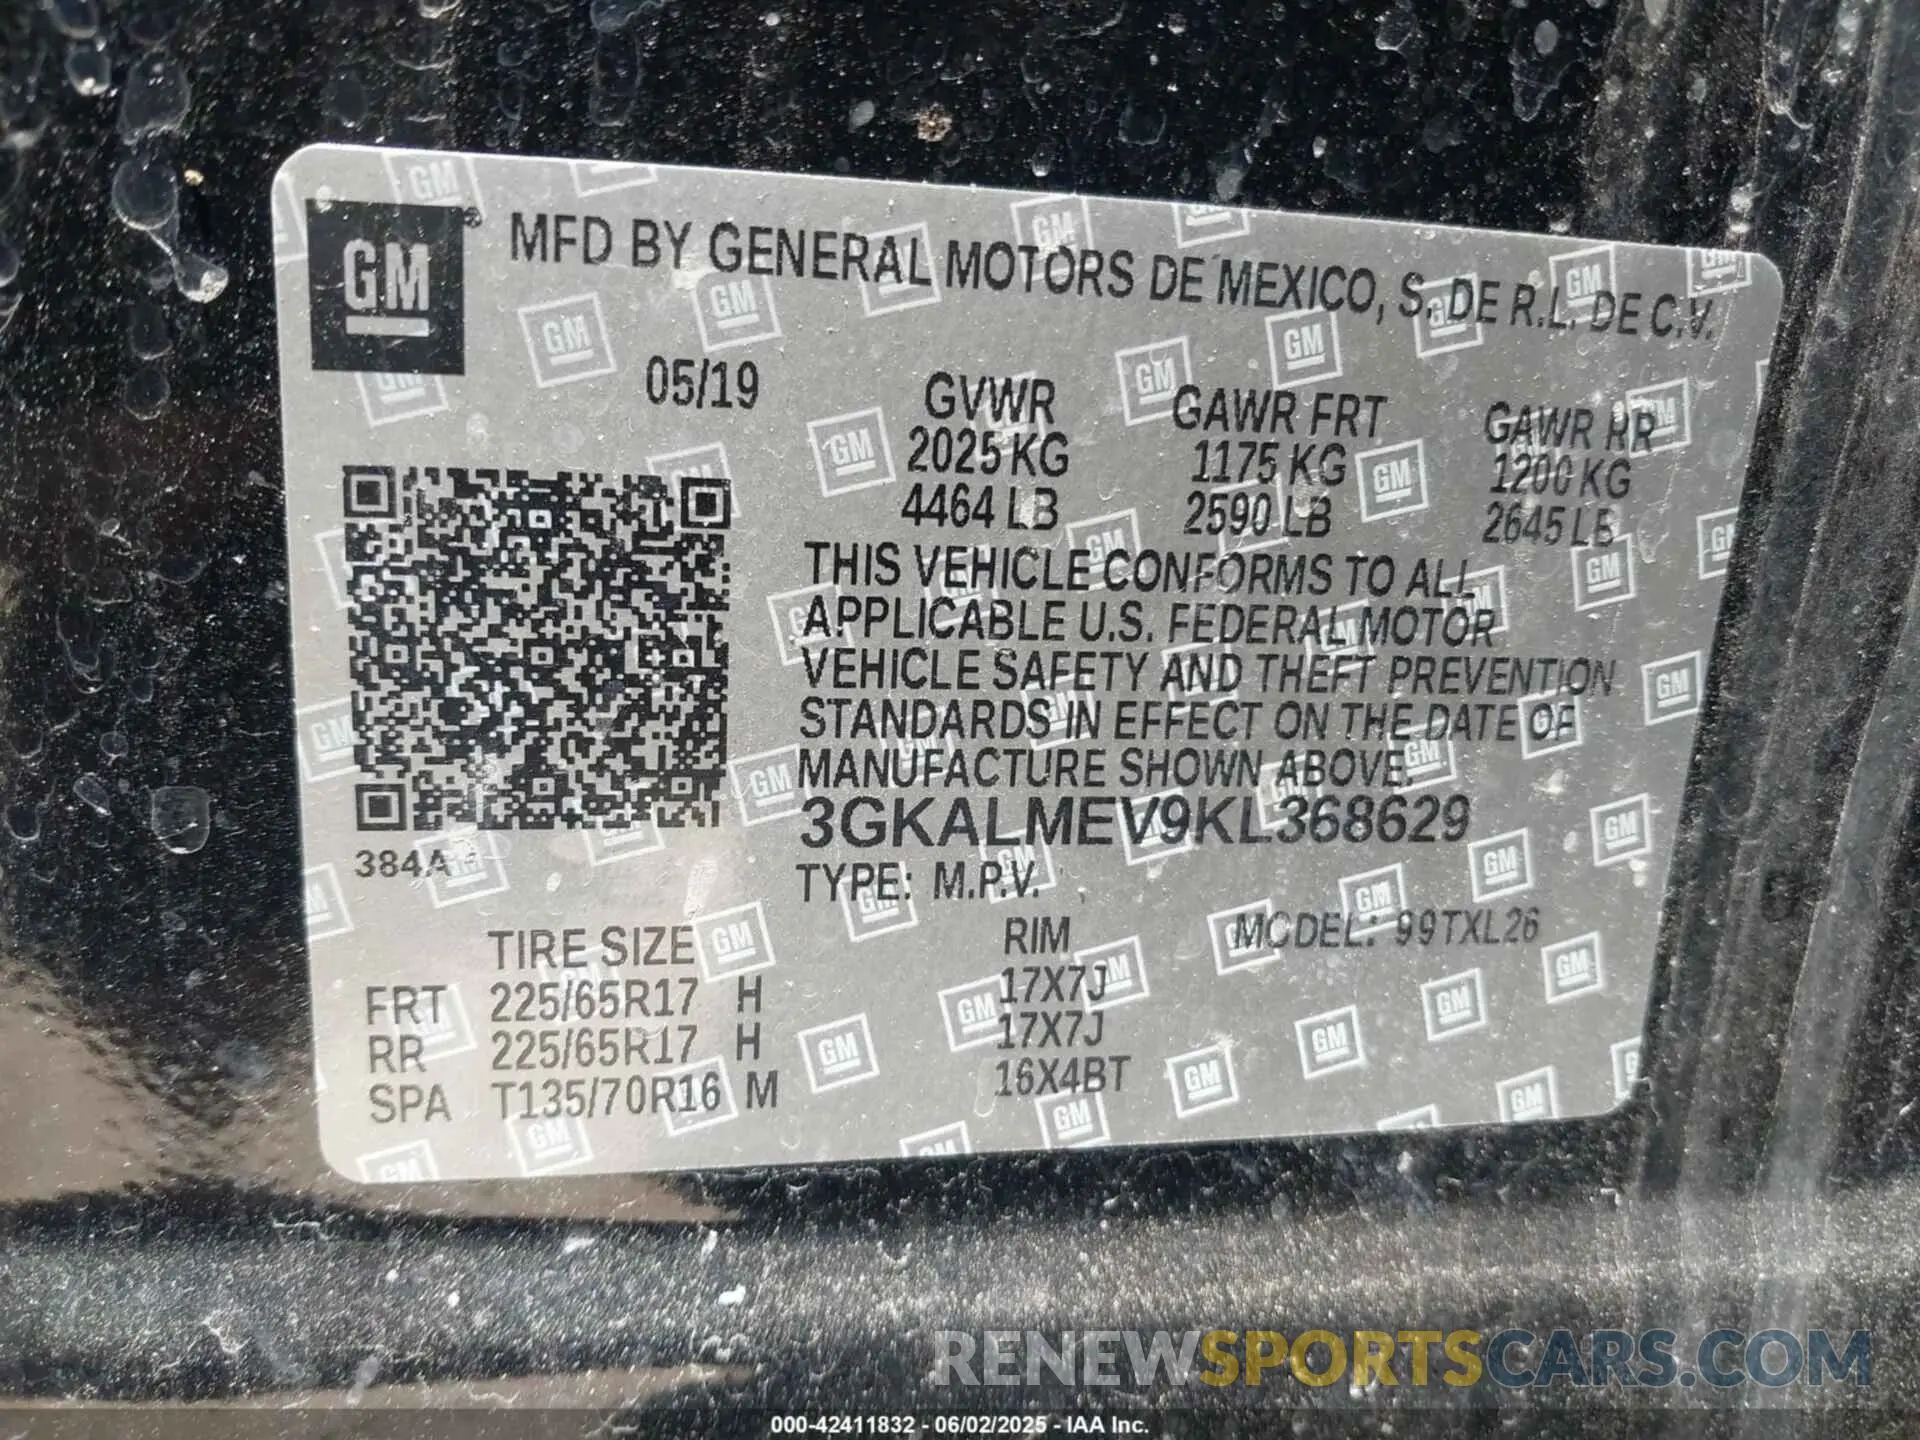 GM® MFD BY GENERAL MOTORS DE MEXICO, S. DE R.L. DE C.V.
05/19
GVWR GAWR FRT GAWR RR
2025 KG 1175 KG 1200 KG
4464 LB 2590 LB 2645 LB
THIS VEHICLE CONFORMS TO ALL
APPLICABLE U.S. FEDERAL MOTOR
VEHICLE SAFETY AND THEFT PREVENTION
STANDARDS IN EFFECT ON THE DATE OF
MANUFACTURE SHOWN ABOVE.
3GKALMEV9KL368629
384A
TYPE: M.P.V.
TIRE SIZE RIM MODEL: 99TXL26
FRT 225/65R17 H 17X7J
RR 225/65R17 H 17X7J
SPA T135/70R16 M 16X4BT
RENEWSPORTSCARS.COM
000-42411832 - 06/02/2025 - IAA Inc.